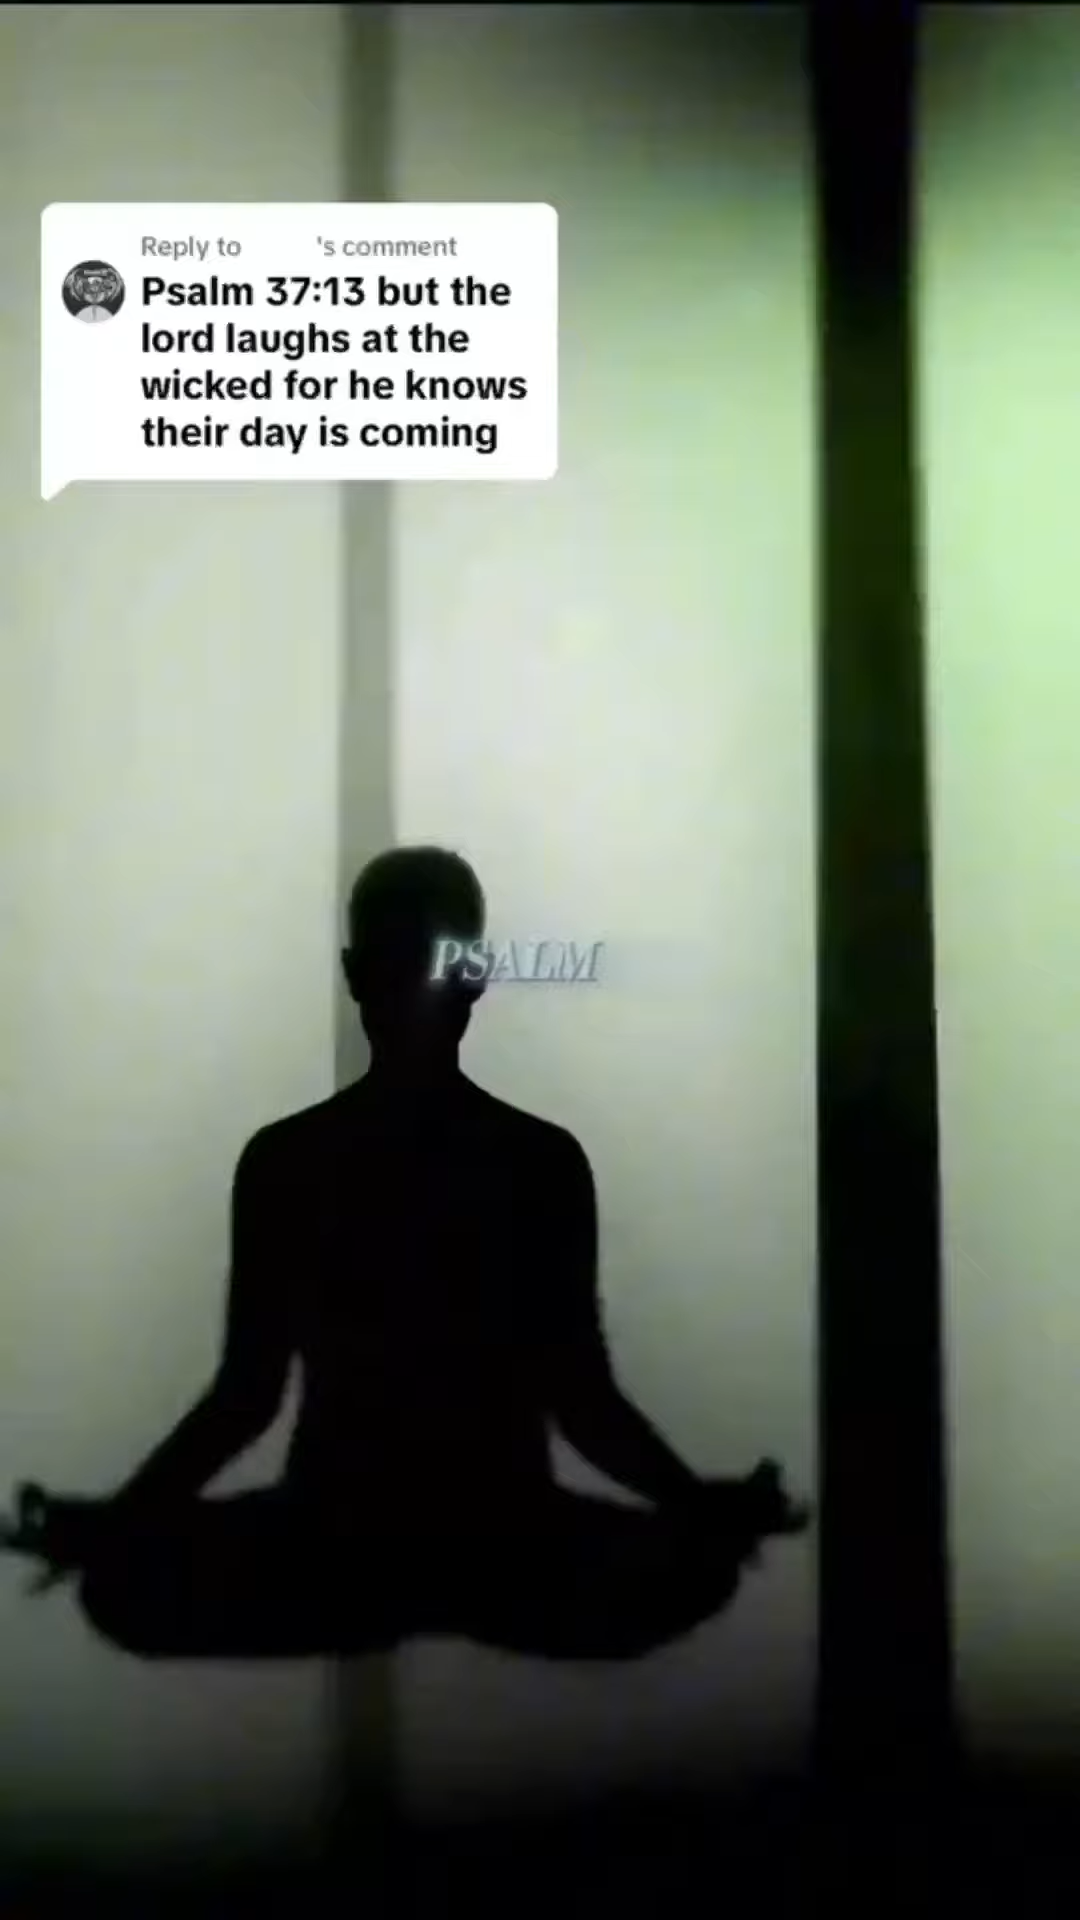 Reply to 's comment
Psalm 37:13 but the
lord laughs at the
wicked for he knows
their day is coming
PSALM